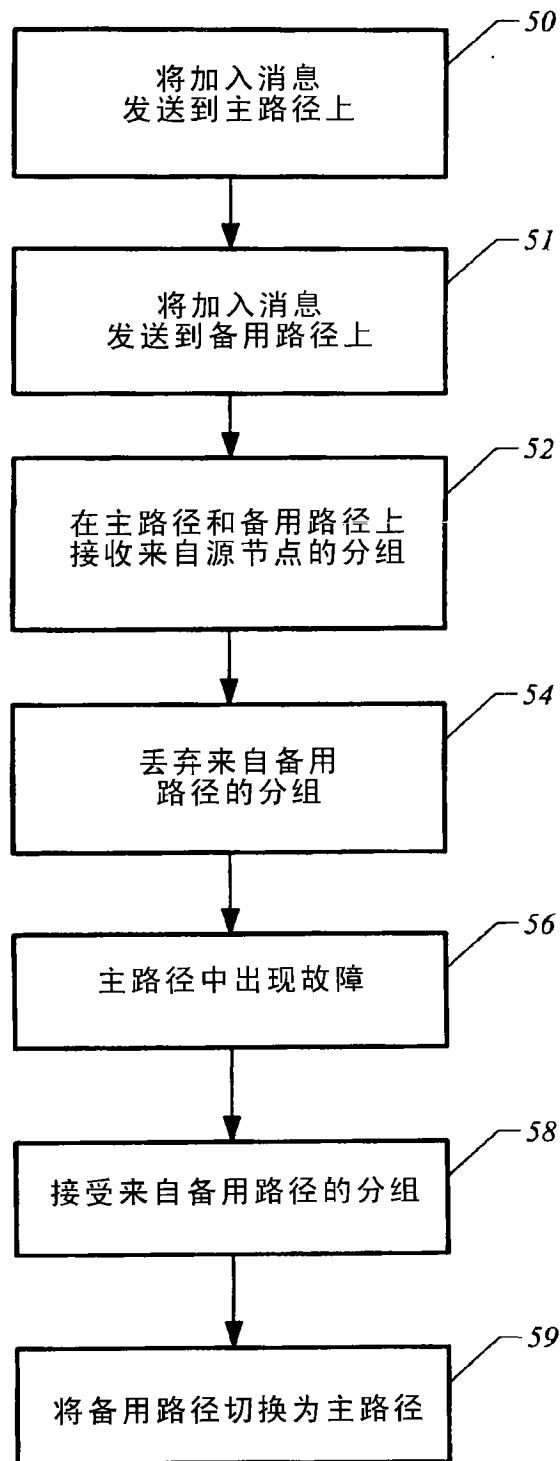 50
将加入消息
发送到主路径上
51
将加入消息
发送到备用路径上
52
在主路径和备用路径上
接收来自源节点的分组
54
丢弃来自备用
路径的分组
56
主路径中出现故障
58
接受来自备用路径的分组
59
将备用路径切换为主路径